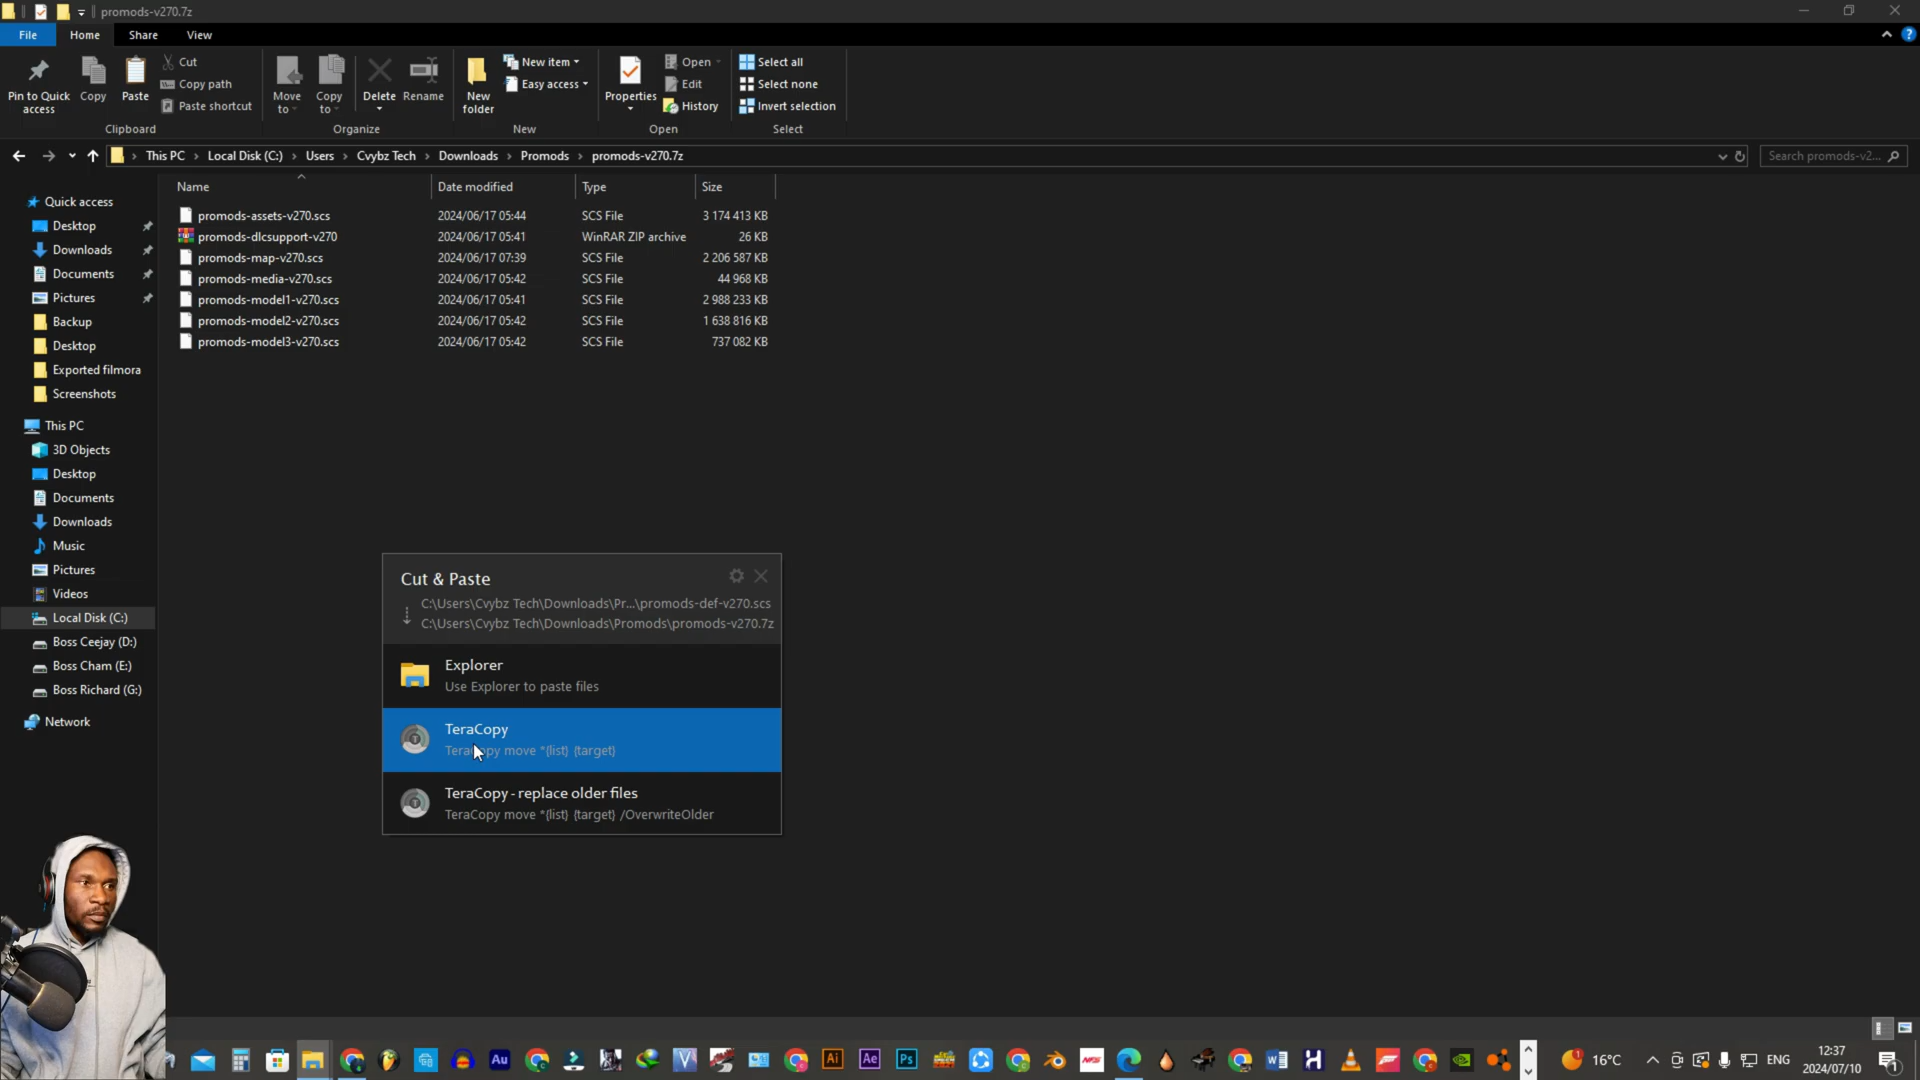 promods-v270.7z
File Home Share View
Pin to Quick access
Copy
Paste
Cut
Copy path
Paste shortcut
Clipboard
Move to
Copy to
Delete
Rename
Organize
New folder
New item
Easy access
New
Properties
Open
Edit
History
Open
Select all
Select none
Invert selection
Select
This PC > Local Disk (C:) > Users > Cvybz Tech > Downloads > Promods > promods-v270.7z
Search promods-v2...
Name Date modified Type Size
promods-assets-v270.scs 2024/06/17 05:44 SCS File 3 174 413 KB
promods-dlcsupport-v270 2024/06/17 05:41 WinRAR ZIP archive 26 KB
promods-map-v270.scs 2024/06/17 07:39 SCS File 2 206 587 KB
promods-media-v270.scs 2024/06/17 05:42 SCS File 44 968 KB
promods-model1-v270.scs 2024/06/17 05:41 SCS File 2 988 233 KB
promods-model2-v270.scs 2024/06/17 05:42 SCS File 1 638 816 KB
promods-model3-v270.scs 2024/06/17 05:42 SCS File 737 082 KB
Quick access
Desktop
Downloads
Documents
Pictures
Backup
Desktop
Exported filmora
Screenshots
This PC
3D Objects
Desktop
Documents
Downloads
Music
Pictures
Videos
Local Disk (C:)
Boss Ceejay (D:)
Boss Cham (E:)
Boss Richard (G:)
Network
Cut & Paste
C:\Users\Cvybz Tech\Downloads\Pr...\promods-def-v270.scs
C:\Users\Cvybz Tech\Downloads\Promods\promods-v270.7z
Explorer
Use Explorer to paste files
TeraCopy
TeraCopy move *{list} {target}
TeraCopy - replace older files
TeraCopy move *{list} {target} /OverwriteOlder
Au
Ai
Ae
Ps
1
16°C
ENG
12:37
2024/07/10
1